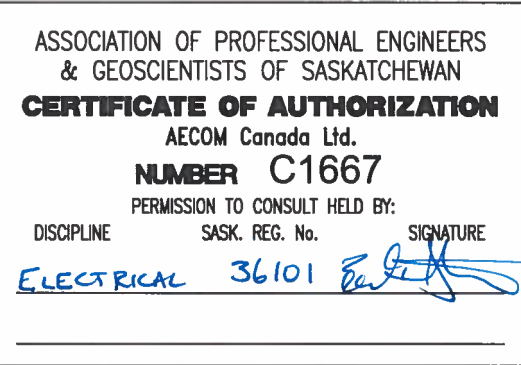 ASSOCIATION OF PROFESSIONAL ENGINEERS
& GEOSCIENTISTS OF SASKATCHEWAN
CERTIFICATE OF AUTHORIZATION
AECOM Canada Ltd.
NUMBER C1667
PERMISSION TO CONSULT HELD BY:
DISCIPLINE SASK. REG. No. SIGNATURE
ELECTRICAL 36101